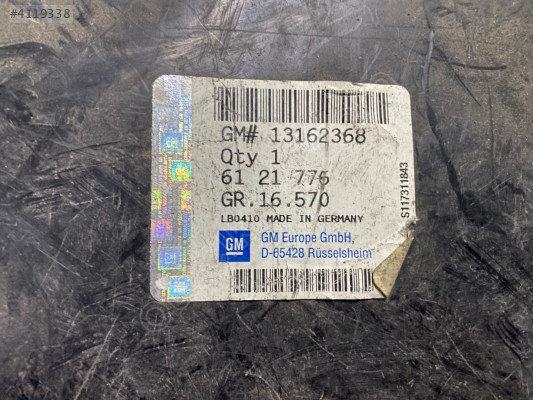 #4119338
GM# 13162368
Qty 1
61 21 776
GR.16.570
LB0410 MADE IN GERMANY
GM
GM Europe GmbH,
D-65428 Rüsselsheim
S117311843